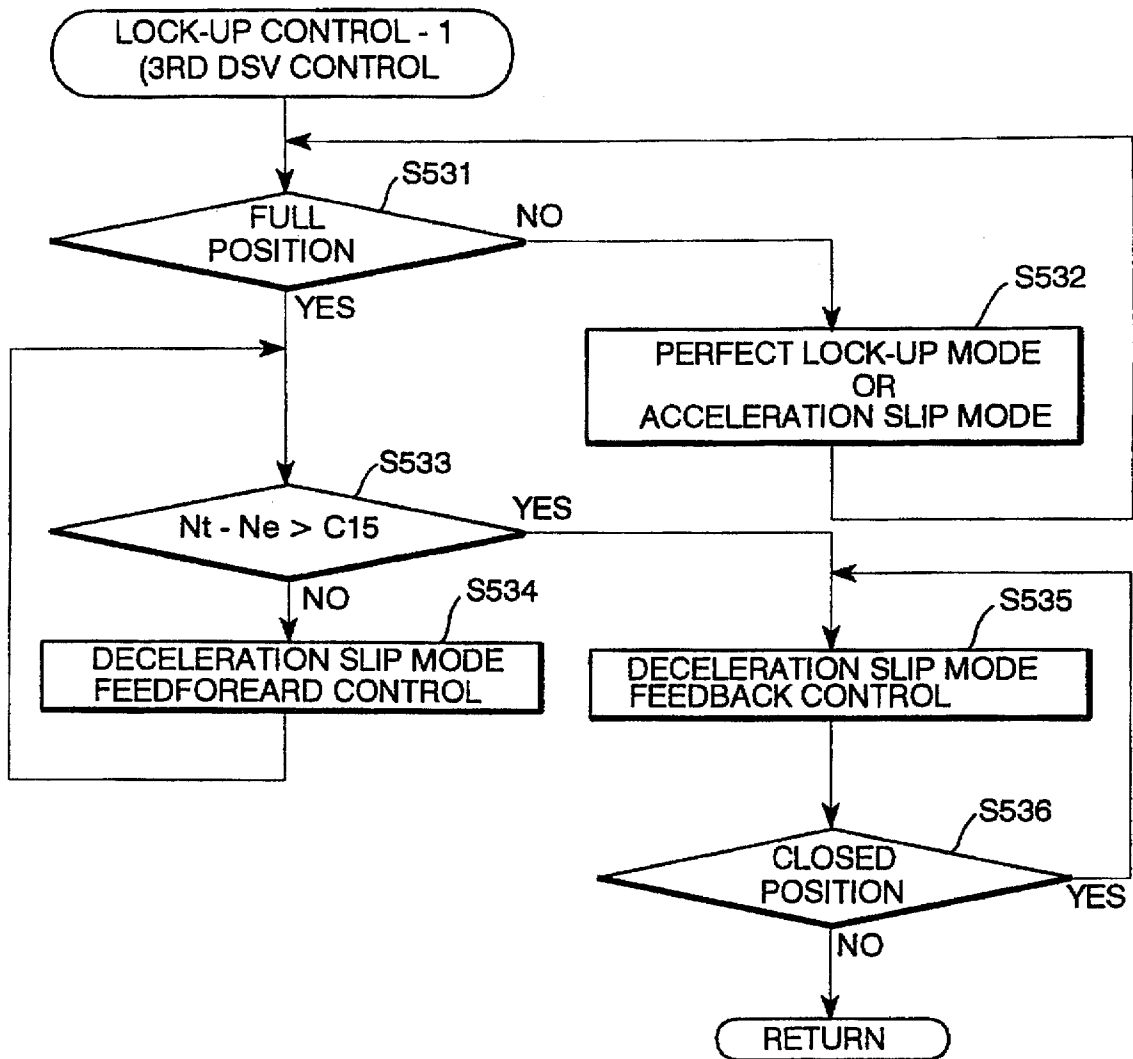 LOCK-UP CONTROL - 1
(3RD DSV CONTROL
S531
FULL
POSITION
NO
YES
S532
PERFECT LOCK-UP MODE
OR
ACCELERATION SLIP MODE
S533
Nt - Ne > C15
YES
NO
S534
DECELERATION SLIP MODE
FEEDFOREARD CONTROL
S535
DECELERATION SLIP MODE
FEEDBACK CONTROL
S536
CLOSED
POSITION
YES
NO
RETURN